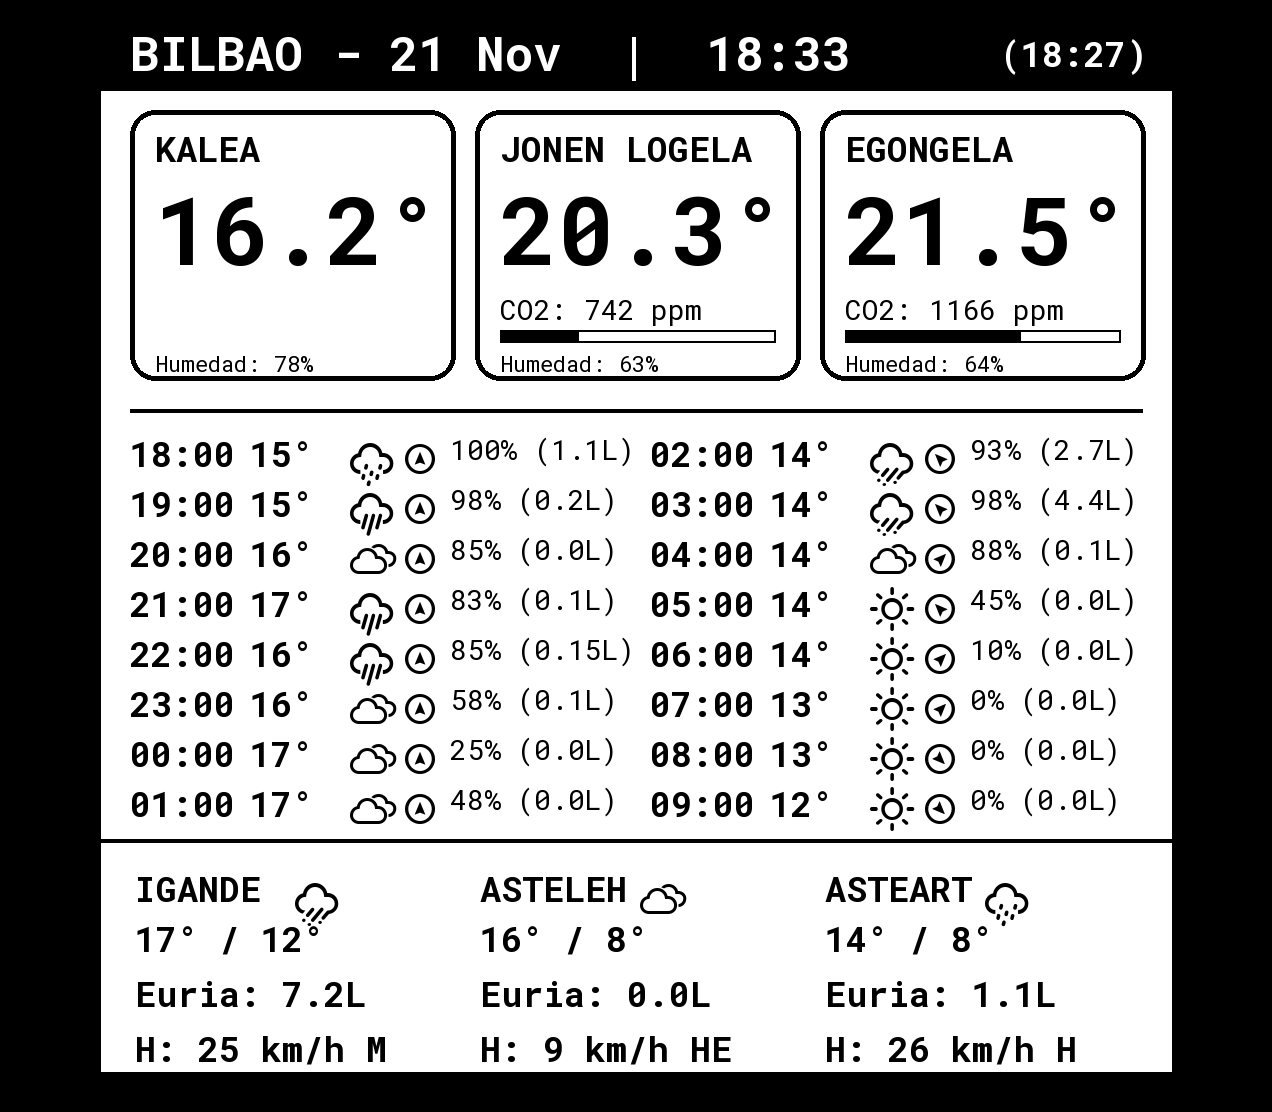 BILBAO - 21 Nov | 18:33 (18:27)
KALEA
16.2°
Humedad: 78%
JONEN LOGELA
20.3°
CO2: 742 ppm
Humedad: 63%
EGONGELA
21.5°
CO2: 1166 ppm
Humedad: 64%
18:00 15° 100% (1.1L)
19:00 15° 98% (0.2L)
20:00 16° 85% (0.0L)
21:00 17° 83% (0.1L)
22:00 16° 85% (0.15L)
23:00 16° 58% (0.1L)
00:00 17° 25% (0.0L)
01:00 17° 48% (0.0L)
02:00 14° 93% (2.7L)
03:00 14° 98% (4.4L)
04:00 14° 88% (0.1L)
05:00 14° 45% (0.0L)
06:00 14° 10% (0.0L)
07:00 13° 0% (0.0L)
08:00 13° 0% (0.0L)
09:00 12° 0% (0.0L)
IGANDE
17° / 12°
Euria: 7.2L
H: 25 km/h M
ASTELEH
16° / 8°
Euria: 0.0L
H: 9 km/h HE
ASTEART
14° / 8°
Euria: 1.1L
H: 26 km/h H